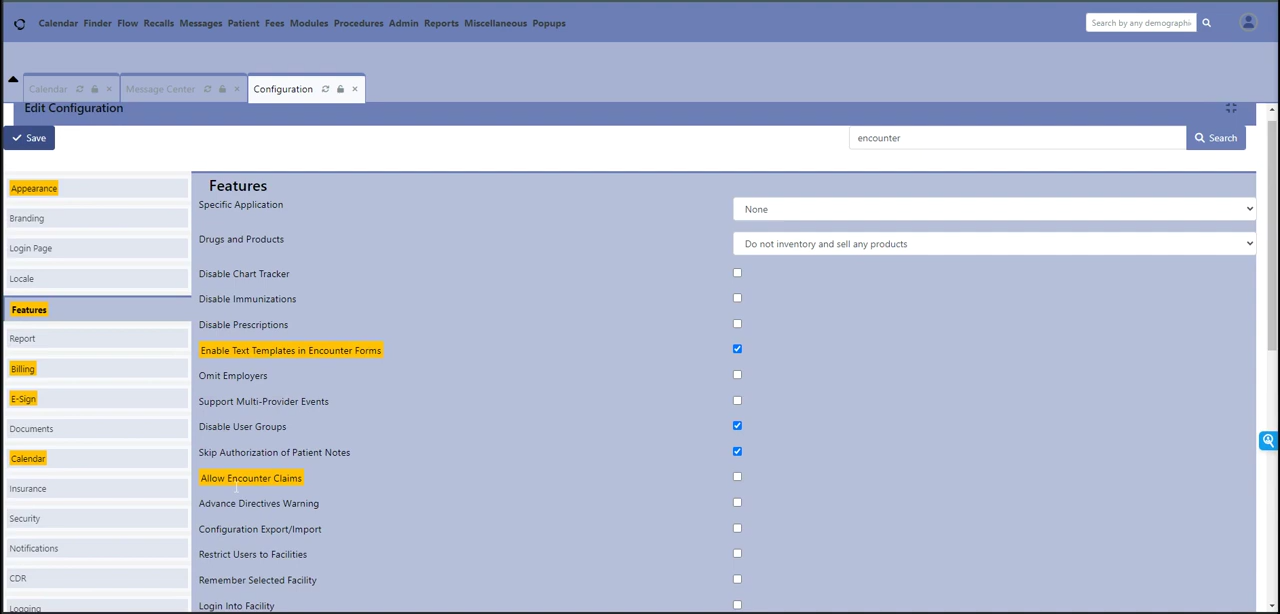 Calendar Finder Flow Recalls Messages Patient Fees Modules Procedures Admin Reports Miscellaneous Popups
Search by any demographi
Calendar
Message Center
Configuration
Edit Configuration
Save
encounter
Search
Appearance
Branding
Login Page
Locale
Features
Report
Billing
E-Sign
Documents
Calendar
Insurance
Security
Notifications
CDR
Logging
Features
Specific Application
None
Drugs and Products
Do not inventory and sell any products
Disable Chart Tracker
Disable Immunizations
Disable Prescriptions
Enable Text Templates in Encounter Forms
Omit Employers
Support Multi-Provider Events
Disable User Groups
Skip Authorization of Patient Notes
Allow Encounter Claims
Advance Directives Warning
Configuration Export/Import
Restrict Users to Facilities
Remember Selected Facility
Login Into Facility